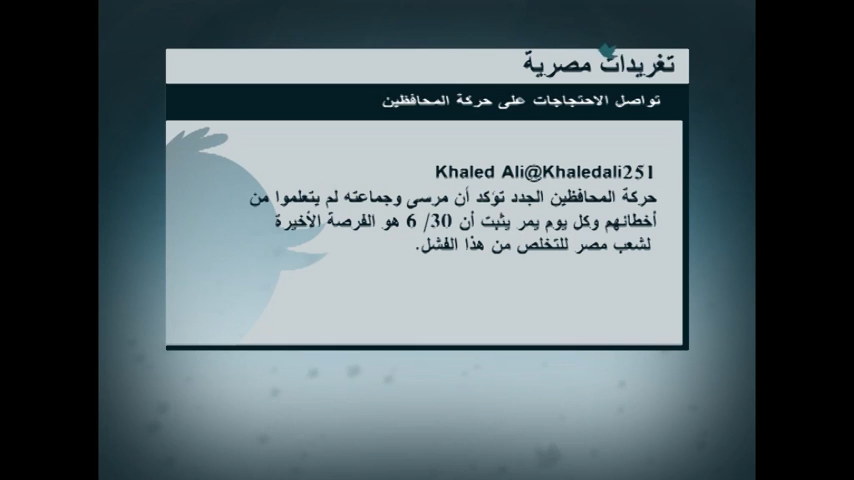 تغريدات مصرية
تواصل الاحتجاجات على حركة المحافظين
Khaled Ali@Khaledali251
حركة المحافظين الجدد تؤكد أن مرسى وجماعته لم يتعلموا من
أخطائهم وكل يوم يمر يثبت أن 30/ 6 هو الفرصة الأخيرة
لشعب مصر للتخلص من هذا الفشل.